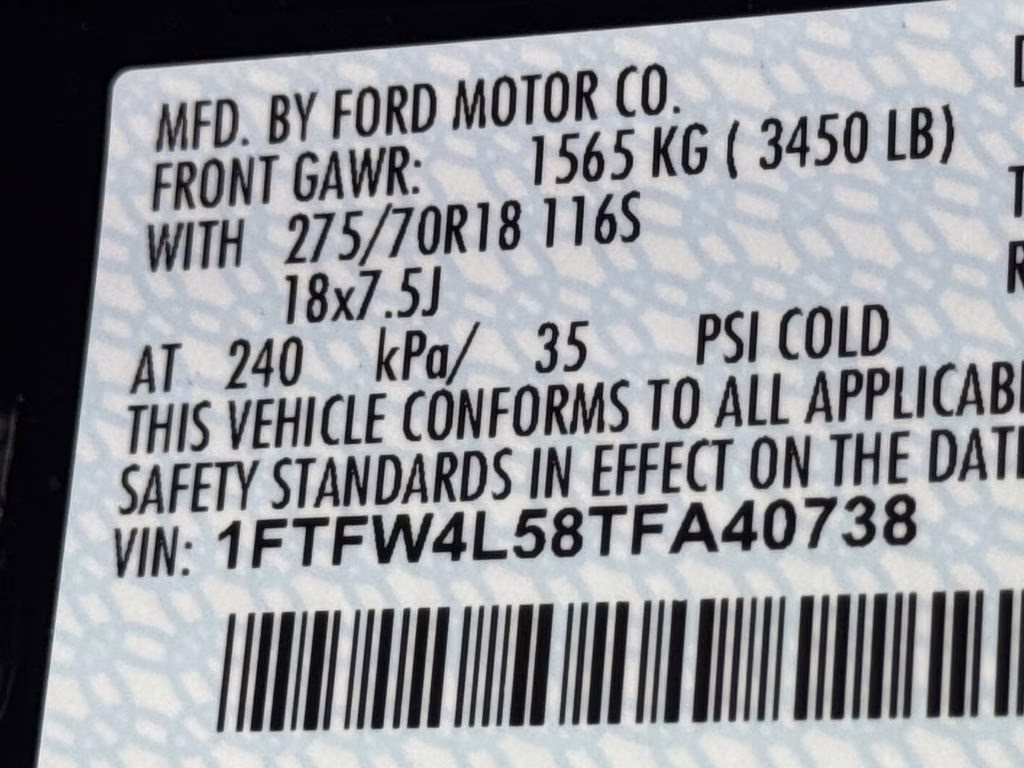 MFD. BY FORD MOTOR CO.
FRONT GAWR: 1565 KG ( 3450 LB)
WITH 275/70R18 116S
18x7.5J
AT 240 kPa/ 35 PSI COLD
THIS VEHICLE CONFORMS TO ALL APPLICAB
SAFETY STANDARDS IN EFFECT ON THE DAT
VIN: 1FTFW4L58TFA40738